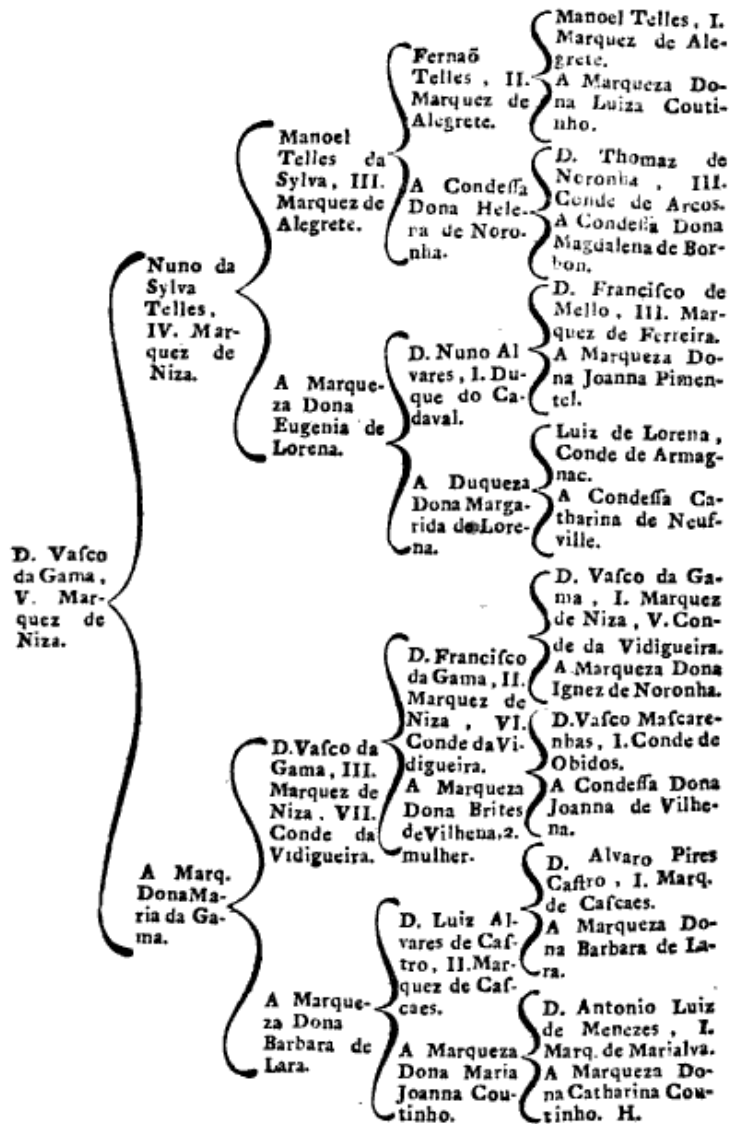 D. Vaſco
da Gama,
V. Mar-
quez de
Niza.
Nuno da
Sylva
Telles,
IV. Mar-
quez de
Niza.
A Marq.
Dona Ma-
ria da Ga-
ma.
Manoel
Telles da
Sylva, III.
Marquez de
Alegrete.
A Marque-
za Dona
Eugenia de
Lorena.
D. Vaſco da
Gama, III.
Marquez de
Niza, VII.
Conde da
Vidigueira.
A Marque-
za Dona
Barbara de
Lara.
Fernaõ
Telles, II.
Marquez de
Alegrete.
A Condeſſa
Dona Hele-
na de Noro-
nha.
D. Nuno Al
vares, I. Du-
que do Ca-
daval.
A Duqueza
Dona Marga-
rida de Lore-
na.
D. Franciſco
da Gama, II.
Marquez de
Niza, VI.
Conde da Vi-
digueira.
A Marqueza
Dona Brites
de Vilhena, 2.
mulher.
D. Luiz Al-
vares de Caſ-
tro, II. Mar-
quez de Caſ-
caes.
A Marqueza
Dona Maria
Joanna Cou-
tinho.
Manoel Telles, I.
Marquez de Ale-
grete.
A Marqueza Do-
na Luiza Couti-
nho.
D. Thomaz de
Noronha, III.
Conde de Arcos.
A Condeſſa Dona
Magdalena de Bor-
bon.
D. Franciſco de
Mello, III. Mar-
quez de Ferreira.
A Marqueza Do-
na Joanna Pimen-
tel.
Luiz de Lorena,
Conde de Armag-
nac.
A Condeſſa Ca-
tharina de Neuf-
ville.
D. Vaſco da Ga-
ma, I. Marquez
de Niza, V. Con-
de da Vidigueira.
A Marqueza Dona
Ignez de Noronha.
D. Vaſco Maſcare-
nhas, I. Conde de
Obidos.
A Condeſſa Dona
Joanna de Vilhe-
na.
D. Alvaro Pires
Caſtro, I. Marq.
de Caſcaes.
A Marqueza Do-
na Barbara de La-
ra.
D. Antonio Luiz
de Menezes, I.
Marq. de Marialva.
A Marqueza Do-
na Catharina Cou-
tinho. H.